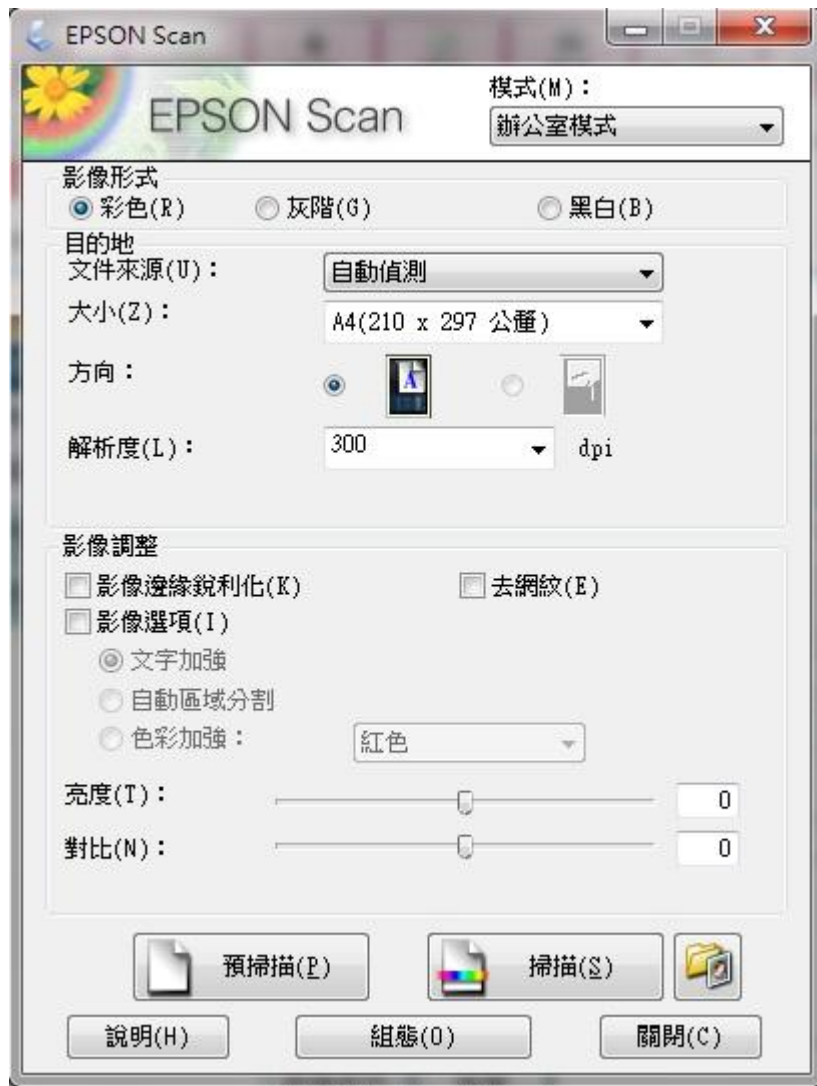 EPSON Scan
EPSON Scan
模式(M)：
辦公室模式
影像形式
彩色(R) 灰階(G) 黑白(B)
目的地
文件來源(U)： 自動偵測
大小(Z)： A4(210 x 297 公釐)
方向： A
解析度(L)： 300 dpi
影像調整
影像邊緣銳利化(K) 去網紋(E)
影像選項(I)
文字加強
自動區域分割
色彩加強： 紅色
亮度(T)： 0
對比(N)： 0
預掃描(P) 掃描(S)
說明(H) 組態(O) 關閉(C)